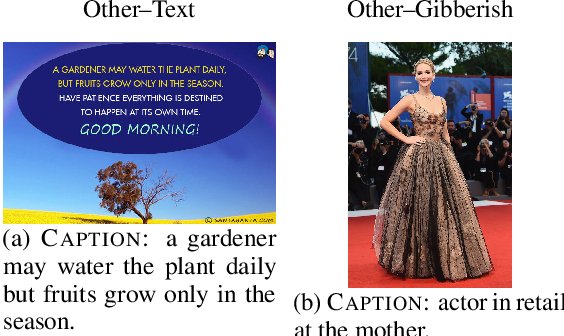 Other–Text
Other–Gibberish
A GARDENER MAY WATER THE PLANT DAILY,
BUT FRUITS GROW ONLY IN THE SEASON.
HAVE PATIENCE EVERYTHING IS DESTINED
TO HAPPEN AT ITS OWN TIME.
GOOD MORNING!
© SANTABANTA.COM
(a) CAPTION: a gardener
may water the plant daily
but fruits grow only in the
season.
(b) CAPTION: actor in retail
at the mother.